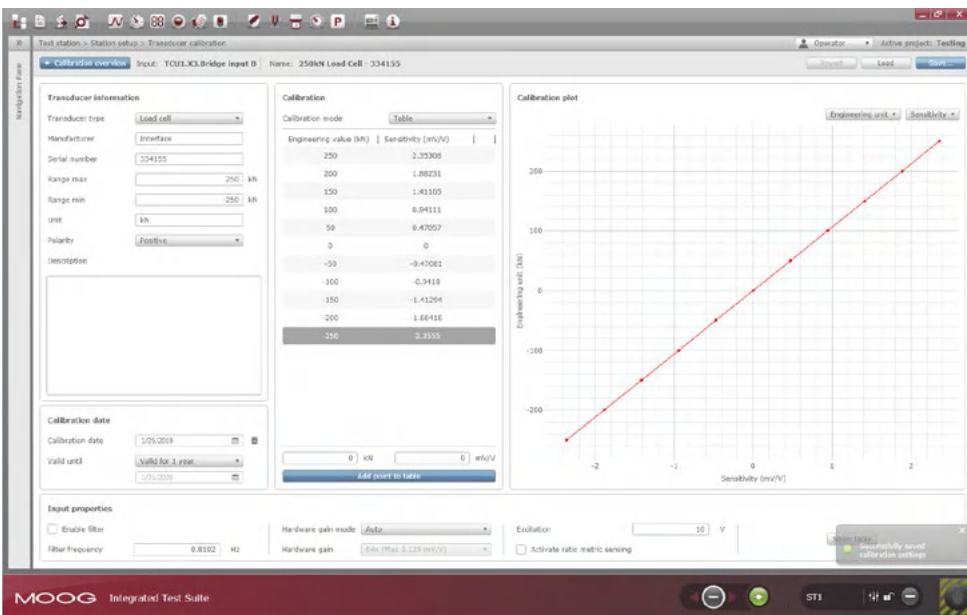 Test station > Station setup > Transducer calibration
Operator
Active project: Testing
Navigation Pane
Calibration overview
Input: TCU1.X3.Bridge input B
Name: 250kN Load Cell - 334155
Revert
Load
Save...
Transducer information
Transducer type
Load cell
Manufacturer
Interface
Serial number
334155
Range max
250 kN
Range min
-250 kN
Unit
kN
Polarity
Positive
Description
Calibration date
Calibration date
1/25/2019
Valid until
Valid for 1 year
1/25/2020
Calibration
Calibration mode
Table
Engineering value (kN) | Sensitivity (mV/V)
250 2.35306
200 1.88231
150 1.41165
100 0.94111
50 0.47057
0 0
-50 -0.47081
-100 -0.9418
-150 -1.41294
-200 -1.88418
-250 -2.3555
0 kN 0 mV/V
Add point to table
Calibration plot
Engineering unit
Sensitivity
Engineering unit (kN)
200
100
0
-100
-200
-2 -1 0 1 2
Sensitivity (mV/V)
Input properties
Enable filter
Filter frequency
0.8192 Hz
Hardware gain mode
Auto
Hardware gain
Excitation
10 V
Activate ratio metric sensing
Successfully saved
calibration settings
MOOG Integrated Test Suite
ST1